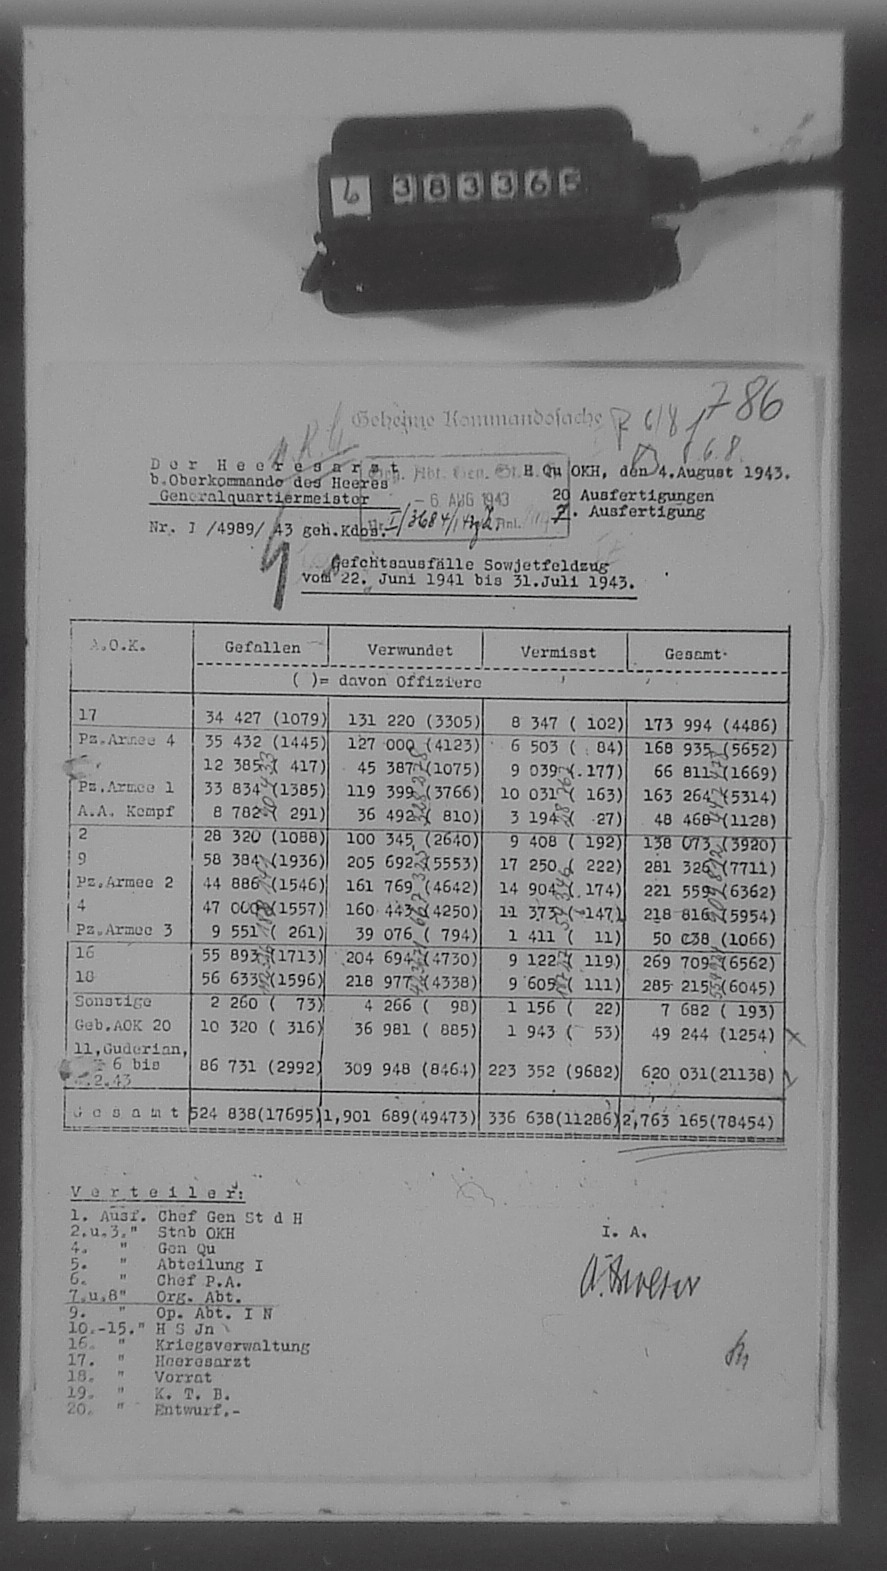 6 383365
786
Geheime Kommandosache
6/8
6.8.
Der Heeresarzt H Qu OKH, den 4.August 1943.
b.Oberkommando des Heeres
Generalquartiermeister - 6. AUG 1943 20 Ausfertigungen
7. Ausfertigung
Nr. I /4989/ 43 geh.Kdos. I/3684/43g.K. Anl.
Gefchtsausfälle Sowjetfeldzug
vom 22. Juni 1941 bis 31.Juli 1943.
A.O.K. Gefallen Verwundet Vermisst Gesamt
( )= davon Offiziere
17 34 427 (1079) 131 220 (3305) 8 347 ( 102) 173 994 (4486)
Pz.Armee 4 35 432 (1445) 127 000 (4123) 6 503 ( 84) 168 935 (5652)
12 385 ( 417) 45 387 (1075) 9 039 ( 177) 66 811 (1669)
Pz.Armee 1 33 834 (1385) 119 399 (3766) 10 031 ( 163) 163 264 (5314)
A.A. Kempf 8 782 ( 291) 36 492 ( 810) 3 194 ( 27) 48 468 (1128)
2 28 320 (1088) 100 345 (2640) 9 408 ( 192) 138 073 (3920)
9 58 384 (1936) 205 692 (5553) 17 250 ( 222) 281 326 (7711)
Pz.Armee 2 44 886 (1546) 161 769 (4642) 14 904 ( 174) 221 559 (6362)
4 47 000 (1557) 160 443 (4250) 11 373 ( 147) 218 816 (5954)
Pz.Armee 3 9 551 ( 261) 39 076 ( 794) 1 411 ( 11) 50 038 (1066)
16 55 893 (1713) 204 694 (4730) 9 122 ( 119) 269 709 (6562)
18 56 633 (1596) 218 977 (4338) 9 605 ( 111) 285 215 (6045)
Sonstige 2 260 ( 73) 4 266 ( 98) 1 156 ( 22) 7 682 ( 193)
Geb.AOK 20 10 320 ( 316) 36 981 ( 885) 1 943 ( 53) 49 244 (1254)
11,Guderian,
6 bis 86 731 (2992) 309 948 (8464) 223 352 (9682) 620 031(21138)
.2.43
Gesamt 524 838(17695) 1,901 689(49473) 336 638(11286) 2,763 165(78454)
Verteiler:
1. Ausf. Chef Gen St d H
2.u.3." Stab OKH I. A.
4. " Gen Qu
5. " Abteilung I
6. " Chef P.A.
7.u.8" Org. Abt.
9. " Op. Abt. I N
10.-15." H S Jn
16. " Kriegsverwaltung
17. " Heeresarzt
18. " Vorrat
19. " K. T. B.
20. " Entwurf.-